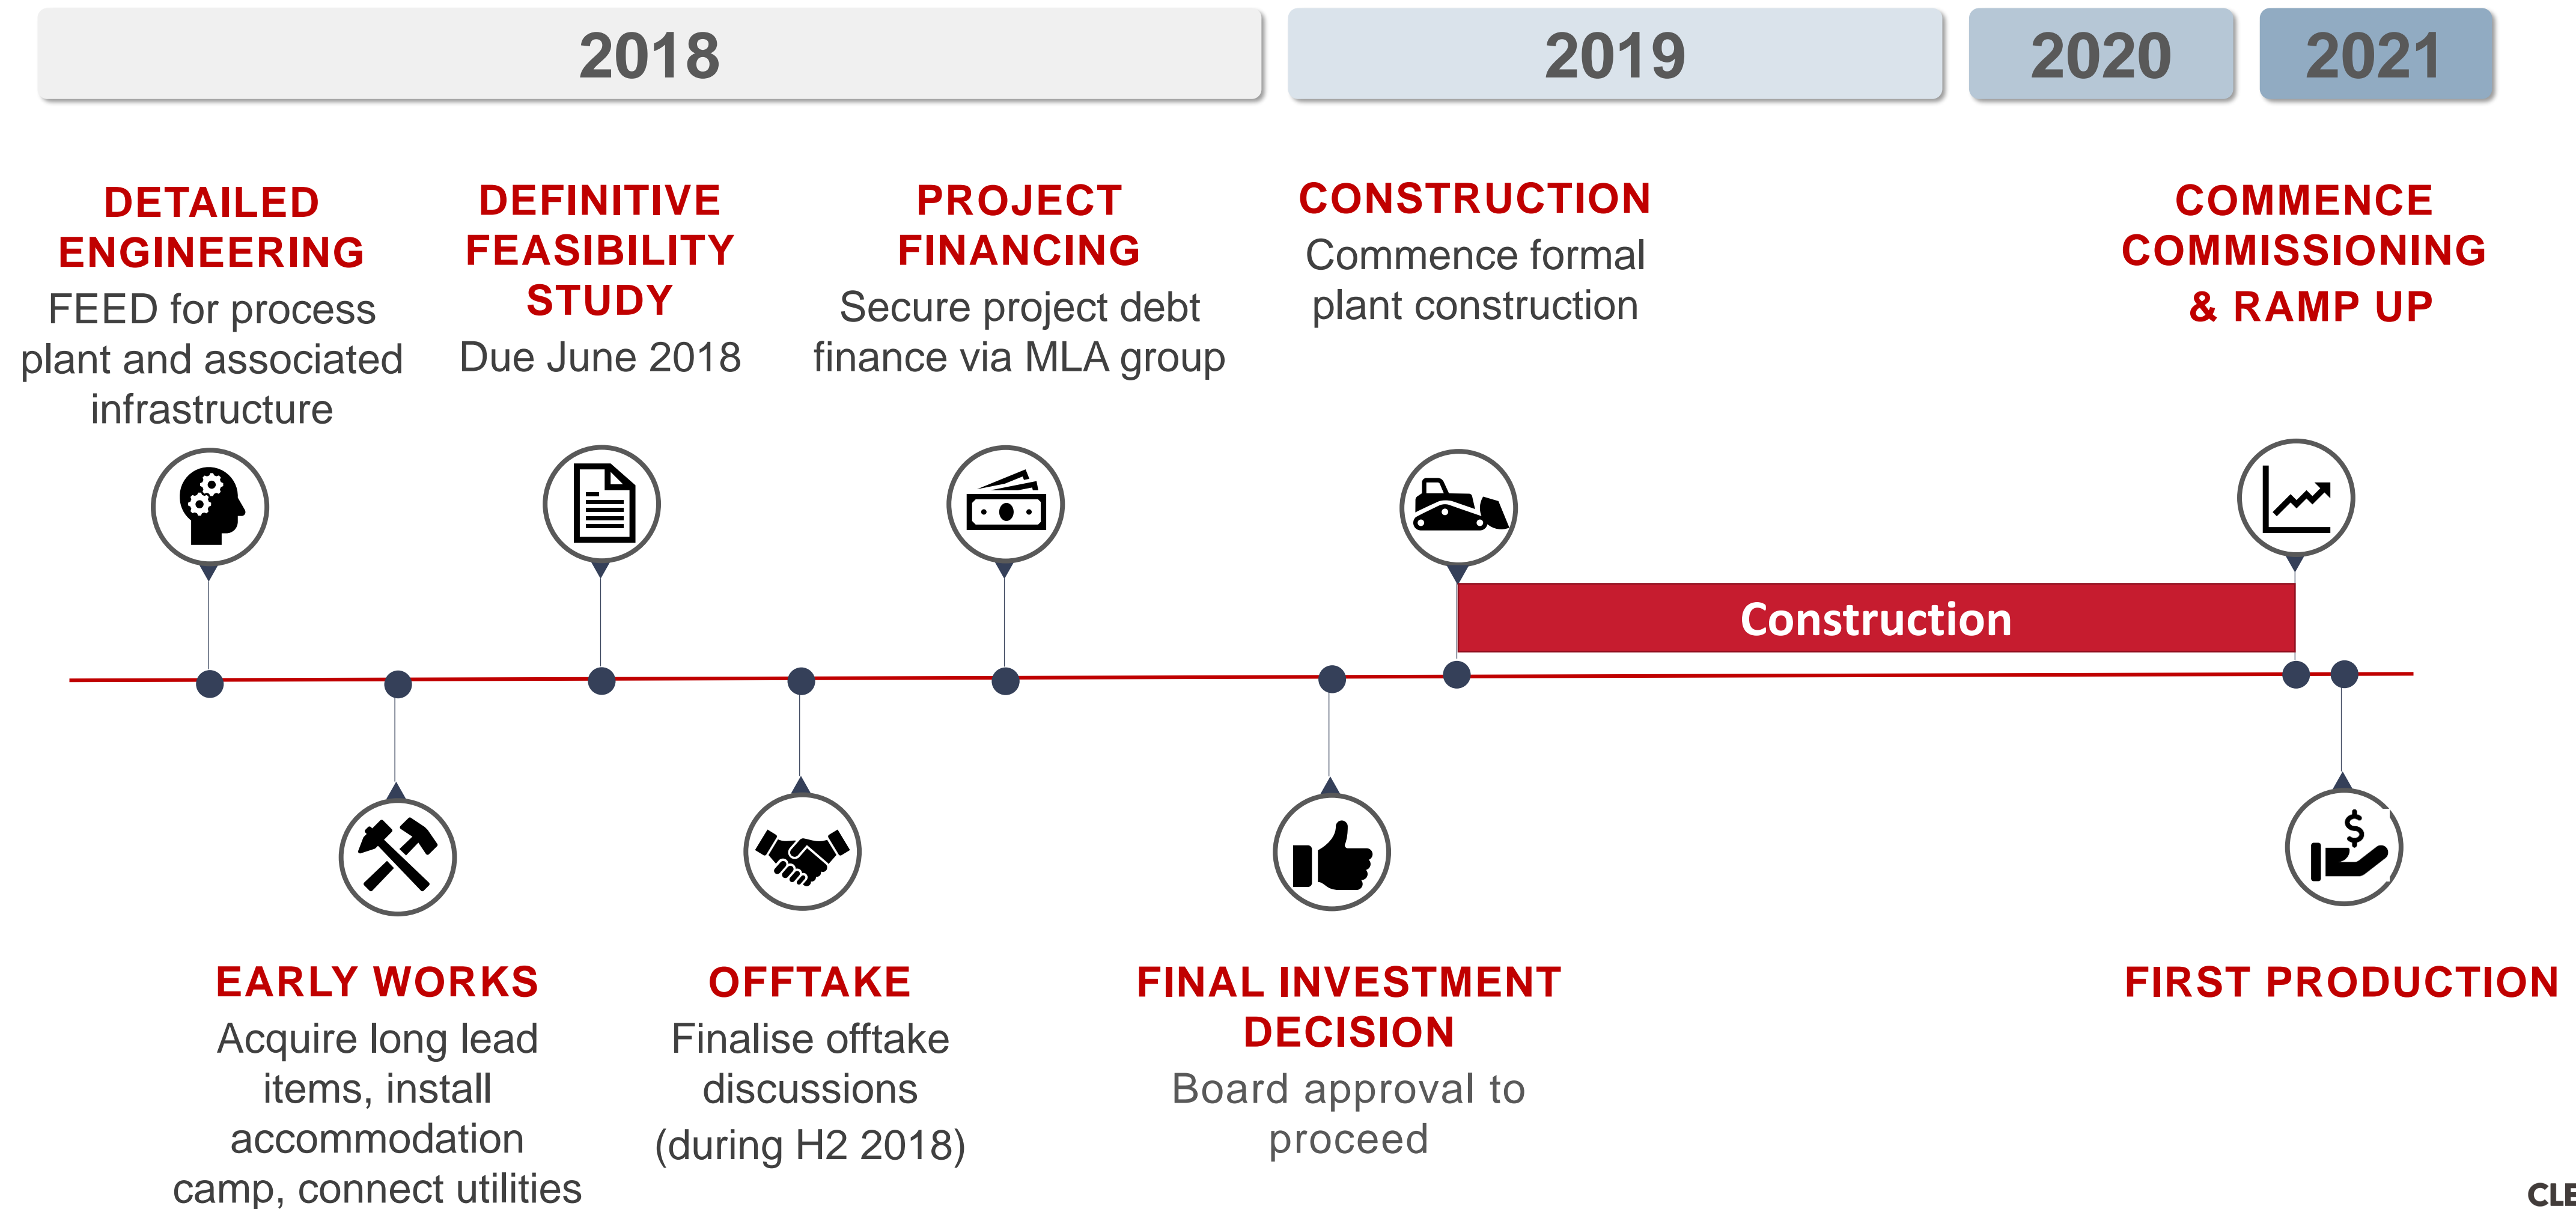 2018
2019
2020
2021
DETAILED
ENGINEERING
FEED for process
plant and associated
infrastructure
DEFINITIVE
FEASIBILITY
STUDY
Due June 2018
PROJECT
FINANCING
Secure project debt
finance via MLA group
CONSTRUCTION
Commence formal
plant construction
COMMENCE
COMMISSIONING
& RAMP UP
Construction
$
EARLY WORKS
Acquire long lead
items, install
accommodation
camp, connect utilities
OFFTAKE
Finalise offtake
discussions
(during H2 2018)
FINAL INVESTMENT
DECISION
Board approval to
proceed
FIRST PRODUCTION